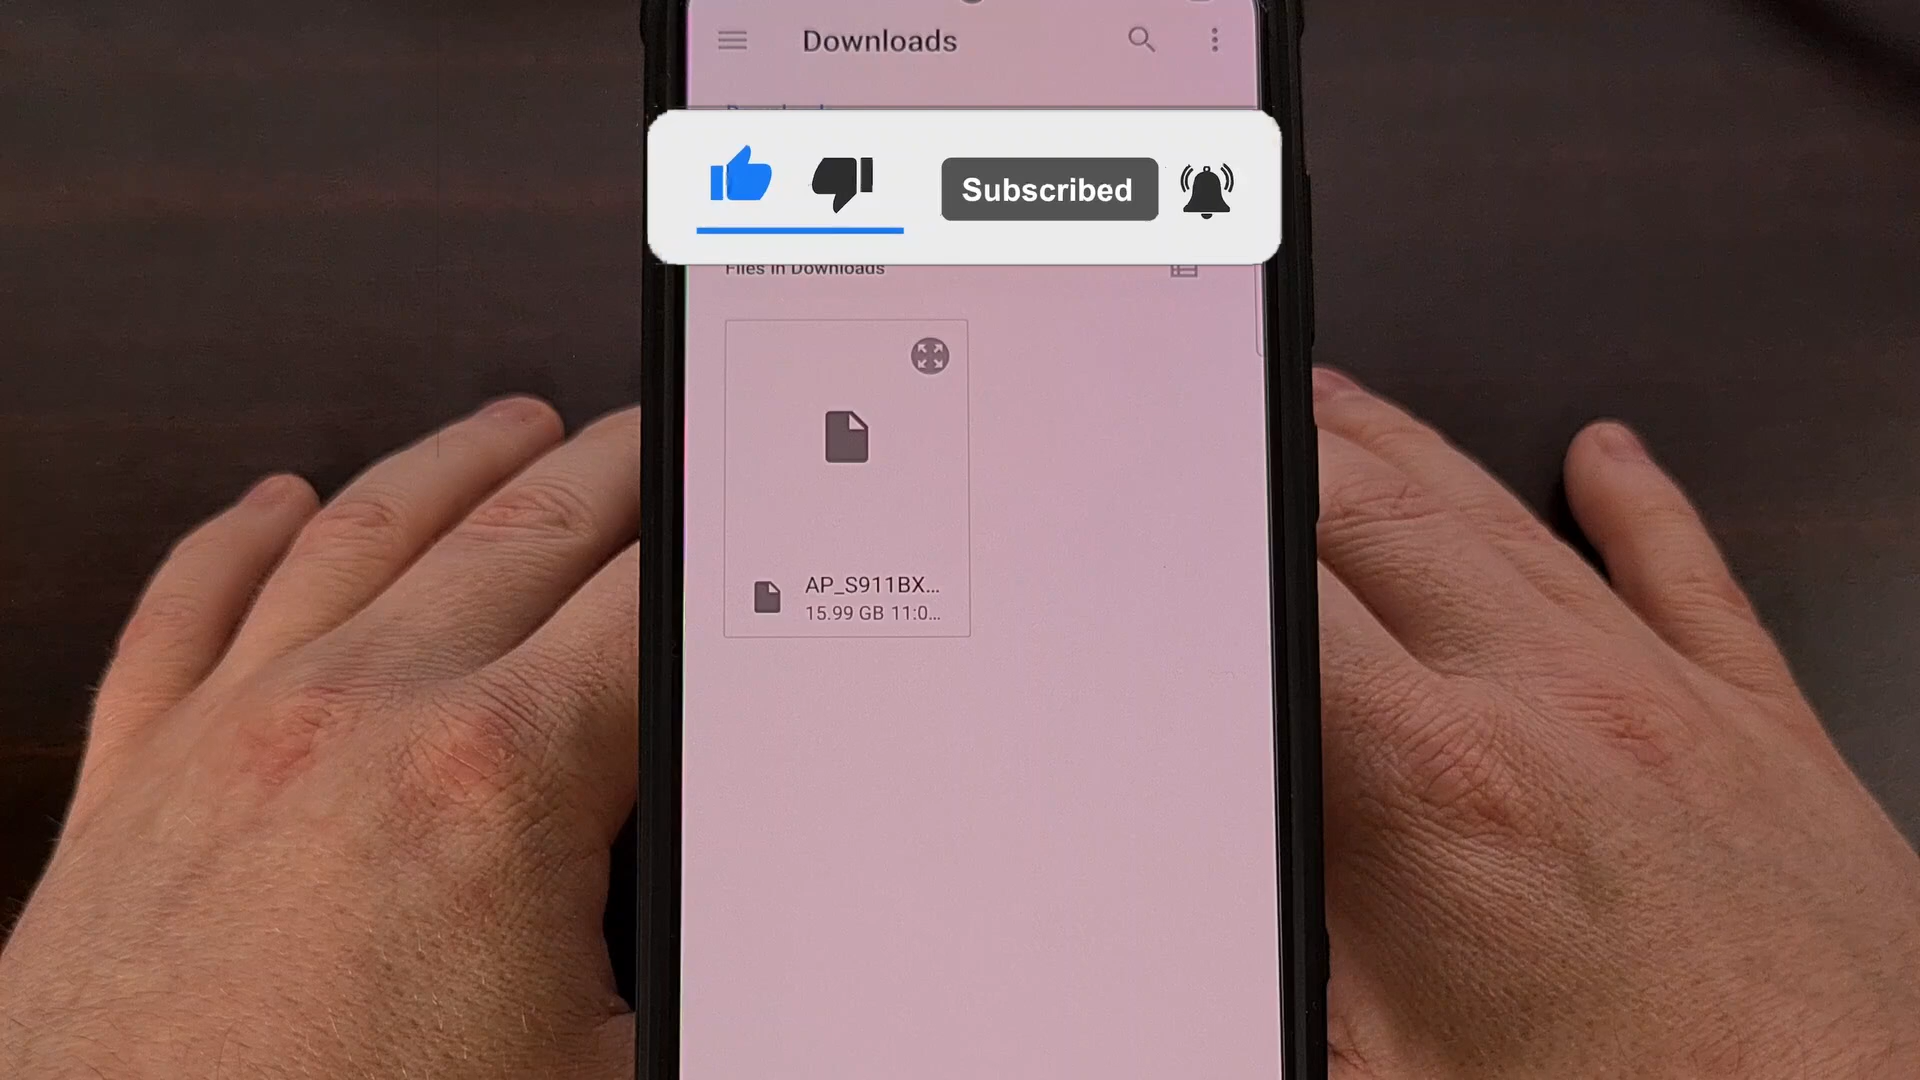 Downloads
Subscribed
Files in Downloads
AP_S911BX...
15.99 GB 11:0...